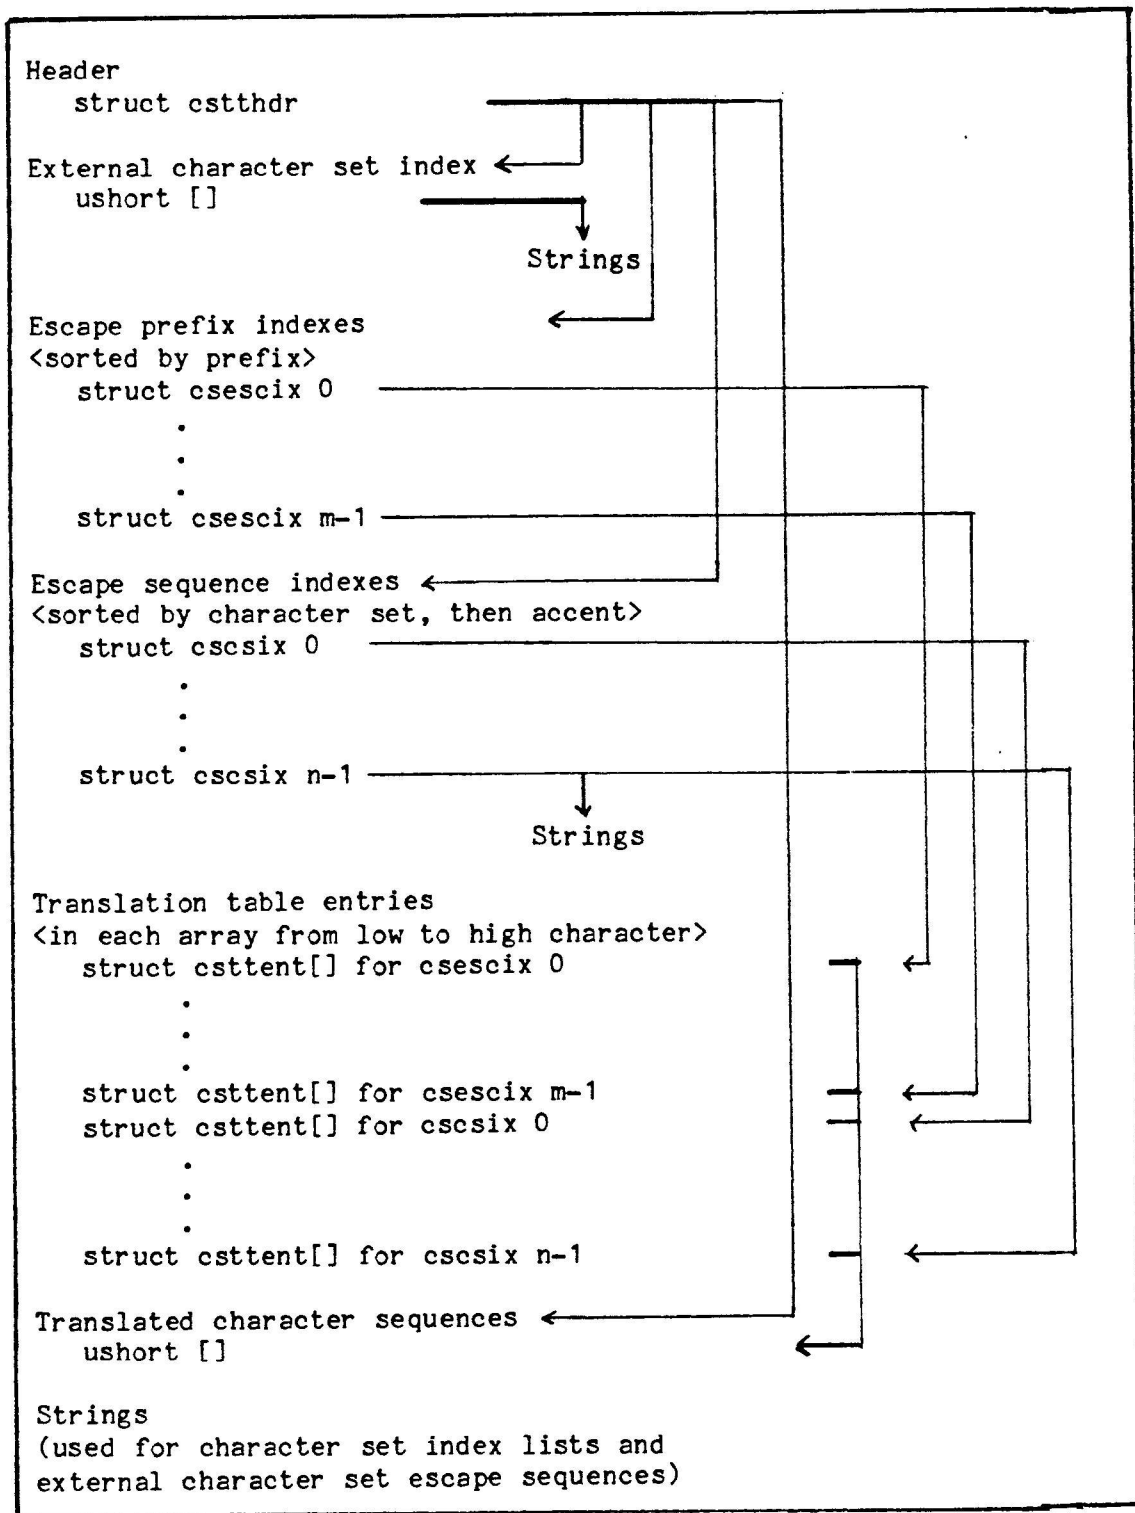 Header
struct cstthdr
External character set index
ushort []
Strings
Escape prefix indexes
<sorted by prefix>
struct csescix 0
.
.
.
struct csescix m-1
Escape sequence indexes
<sorted by character set, then accent>
struct cscsix 0
.
.
.
struct cscsix n-1
Strings
Translation table entries
<in each array from low to high character>
struct csttent[] for csescix 0
.
.
.
struct csttent[] for csescix m-1
struct csttent[] for cscsix 0
.
.
.
struct csttent[] for cscsix n-1
Translated character sequences
ushort []
Strings
(used for character set index lists and
external character set escape sequences)